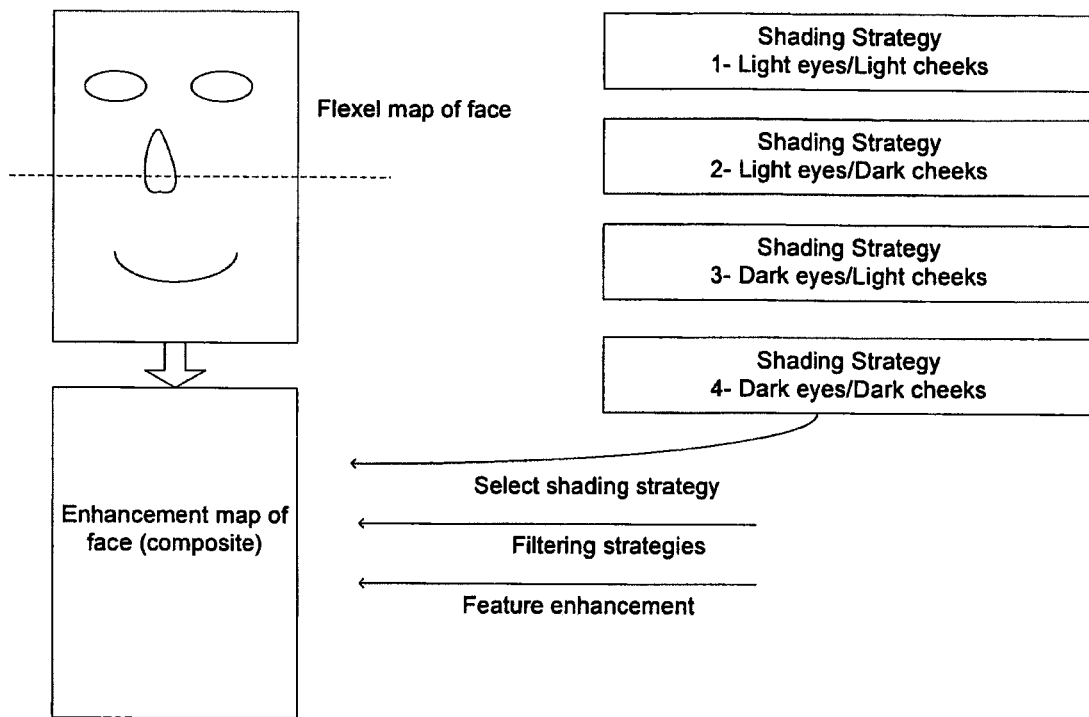 Flexel map of face
Shading Strategy
1- Light eyes/Light cheeks
Shading Strategy
2- Light eyes/Dark cheeks
Shading Strategy
3- Dark eyes/Light cheeks
Shading Strategy
4- Dark eyes/Dark cheeks
Select shading strategy
Enhancement map of
face (composite)
Filtering strategies
Feature enhancement